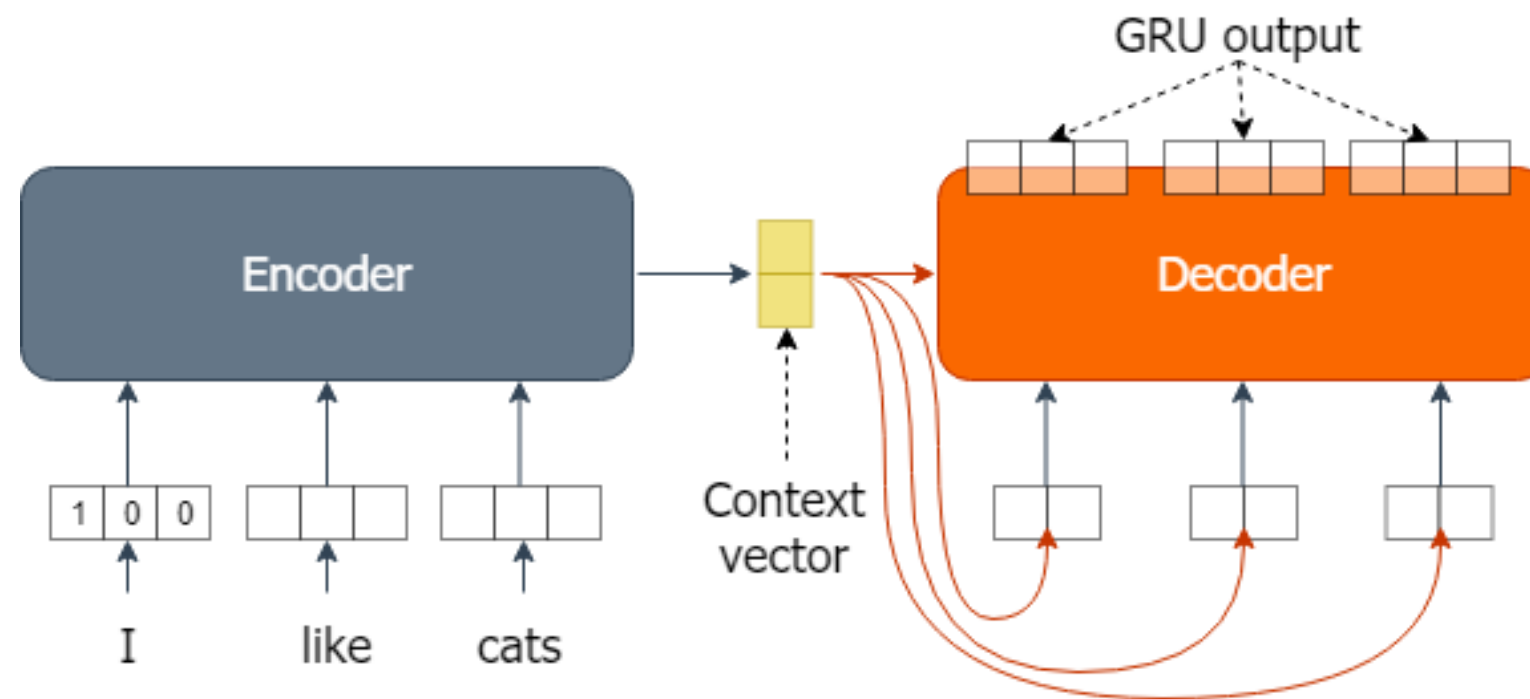 GRU output
Encoder
Decoder
1 0 0
Context
vector
I like cats